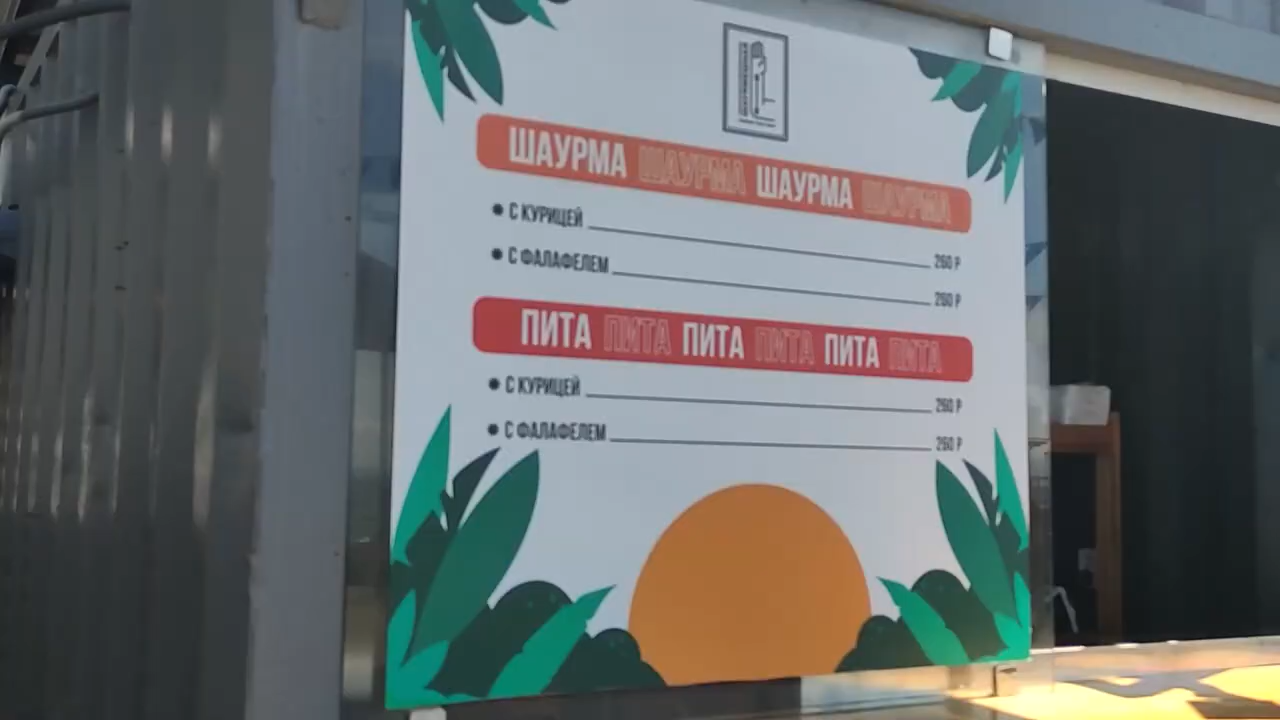 ШАУРМА ШАУРМА ШАУРМА ШАУРМА
С КУРИЦЕЙ 260 Р
С ФАЛАФЕЛЕМ 260 Р
ПИТА ПИТА ПИТА ПИТА ПИТА ПИТА
С КУРИЦЕЙ 260 Р
С ФАЛАФЕЛЕМ 260 Р